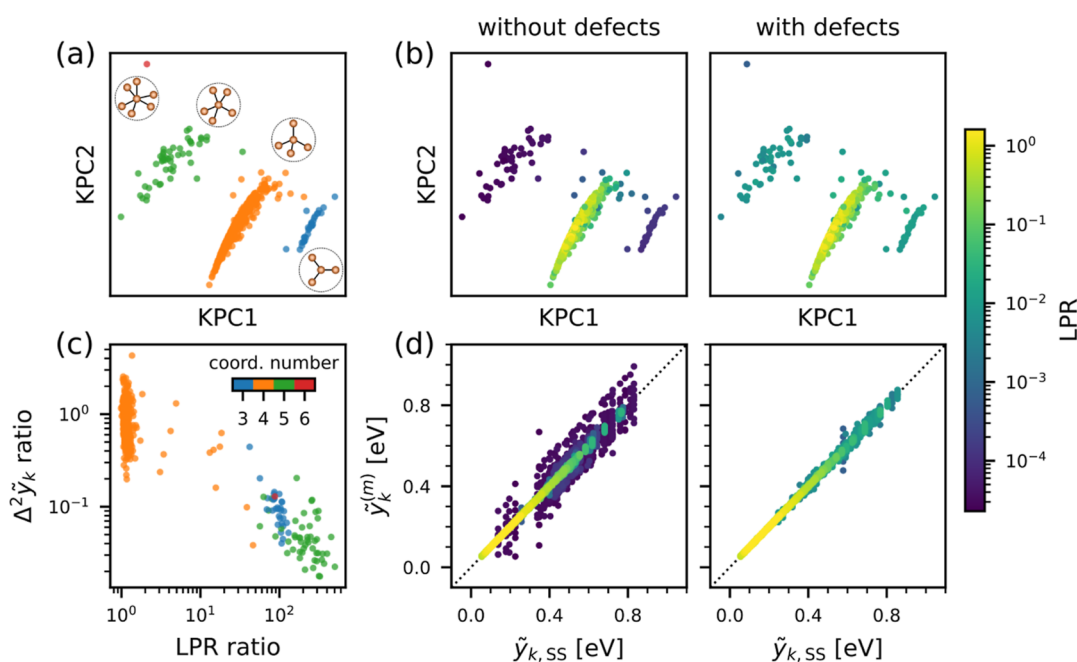 without defects
with defects
(a)
(b)
KPC2
KPC2
KPC1
KPC1
KPC1
10⁰
10⁻¹
10⁻²
10⁻³
10⁻⁴
LPR
(c)
coord. number
3 4 5 6
10⁰
10⁻¹
Δ²ỹₖ ratio
10⁰ 10¹ 10²
LPR ratio
(d)
0.8
0.4
0.0
ỹₖ⁽ᵐ⁾ [eV]
0.0 0.4 0.8
0.0 0.4 0.8
ỹₖ,SS [eV]
ỹₖ,SS [eV]